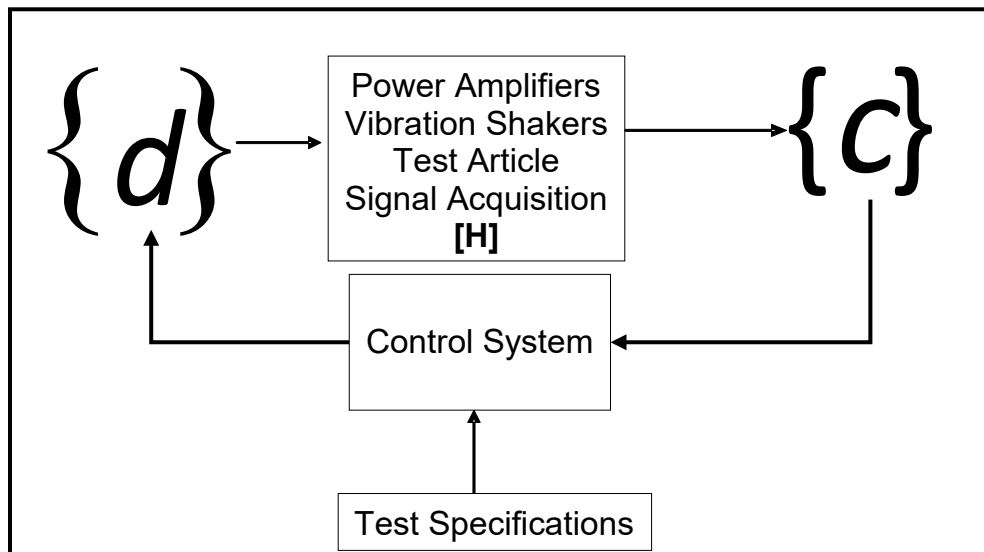 {d}
Power Amplifiers
Vibration Shakers
Test Article
Signal Acquisition
[H]
{c}
Control System
Test Specifications